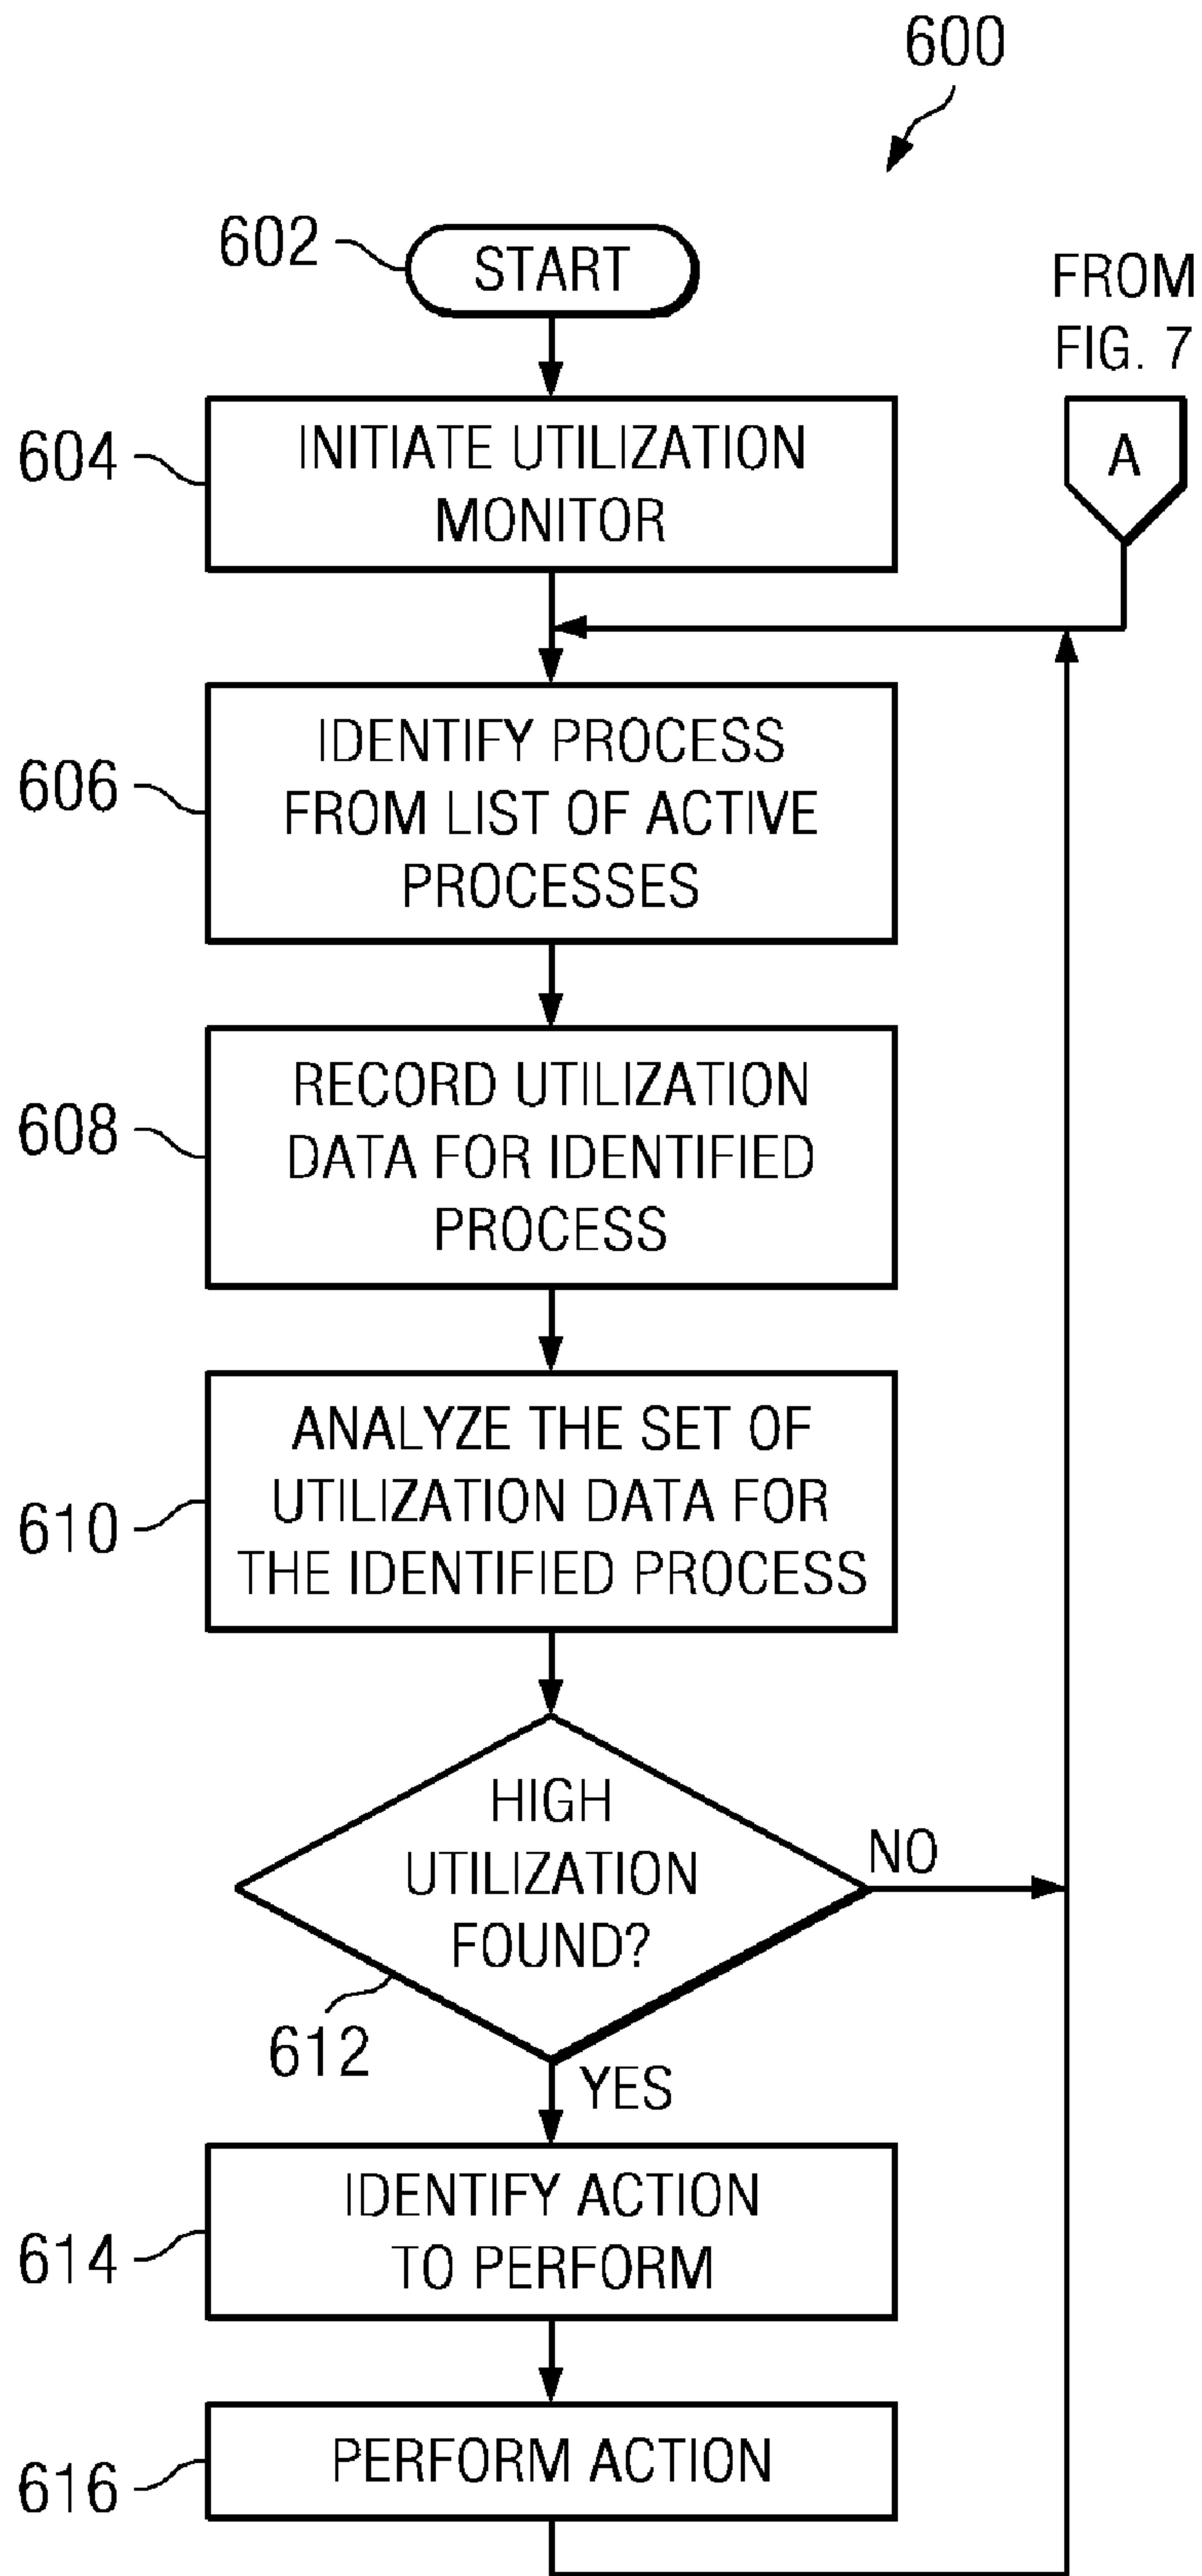 600
602
START
FROM
FIG. 7
A
604
INITIATE UTILIZATION
MONITOR
606
IDENTIFY PROCESS
FROM LIST OF ACTIVE
PROCESSES
608
RECORD UTILIZATION
DATA FOR IDENTIFIED
PROCESS
610
ANALYZE THE SET OF
UTILIZATION DATA FOR
THE IDENTIFIED PROCESS
HIGH
UTILIZATION
FOUND?
NO
612
YES
614
IDENTIFY ACTION
TO PERFORM
616
PERFORM ACTION